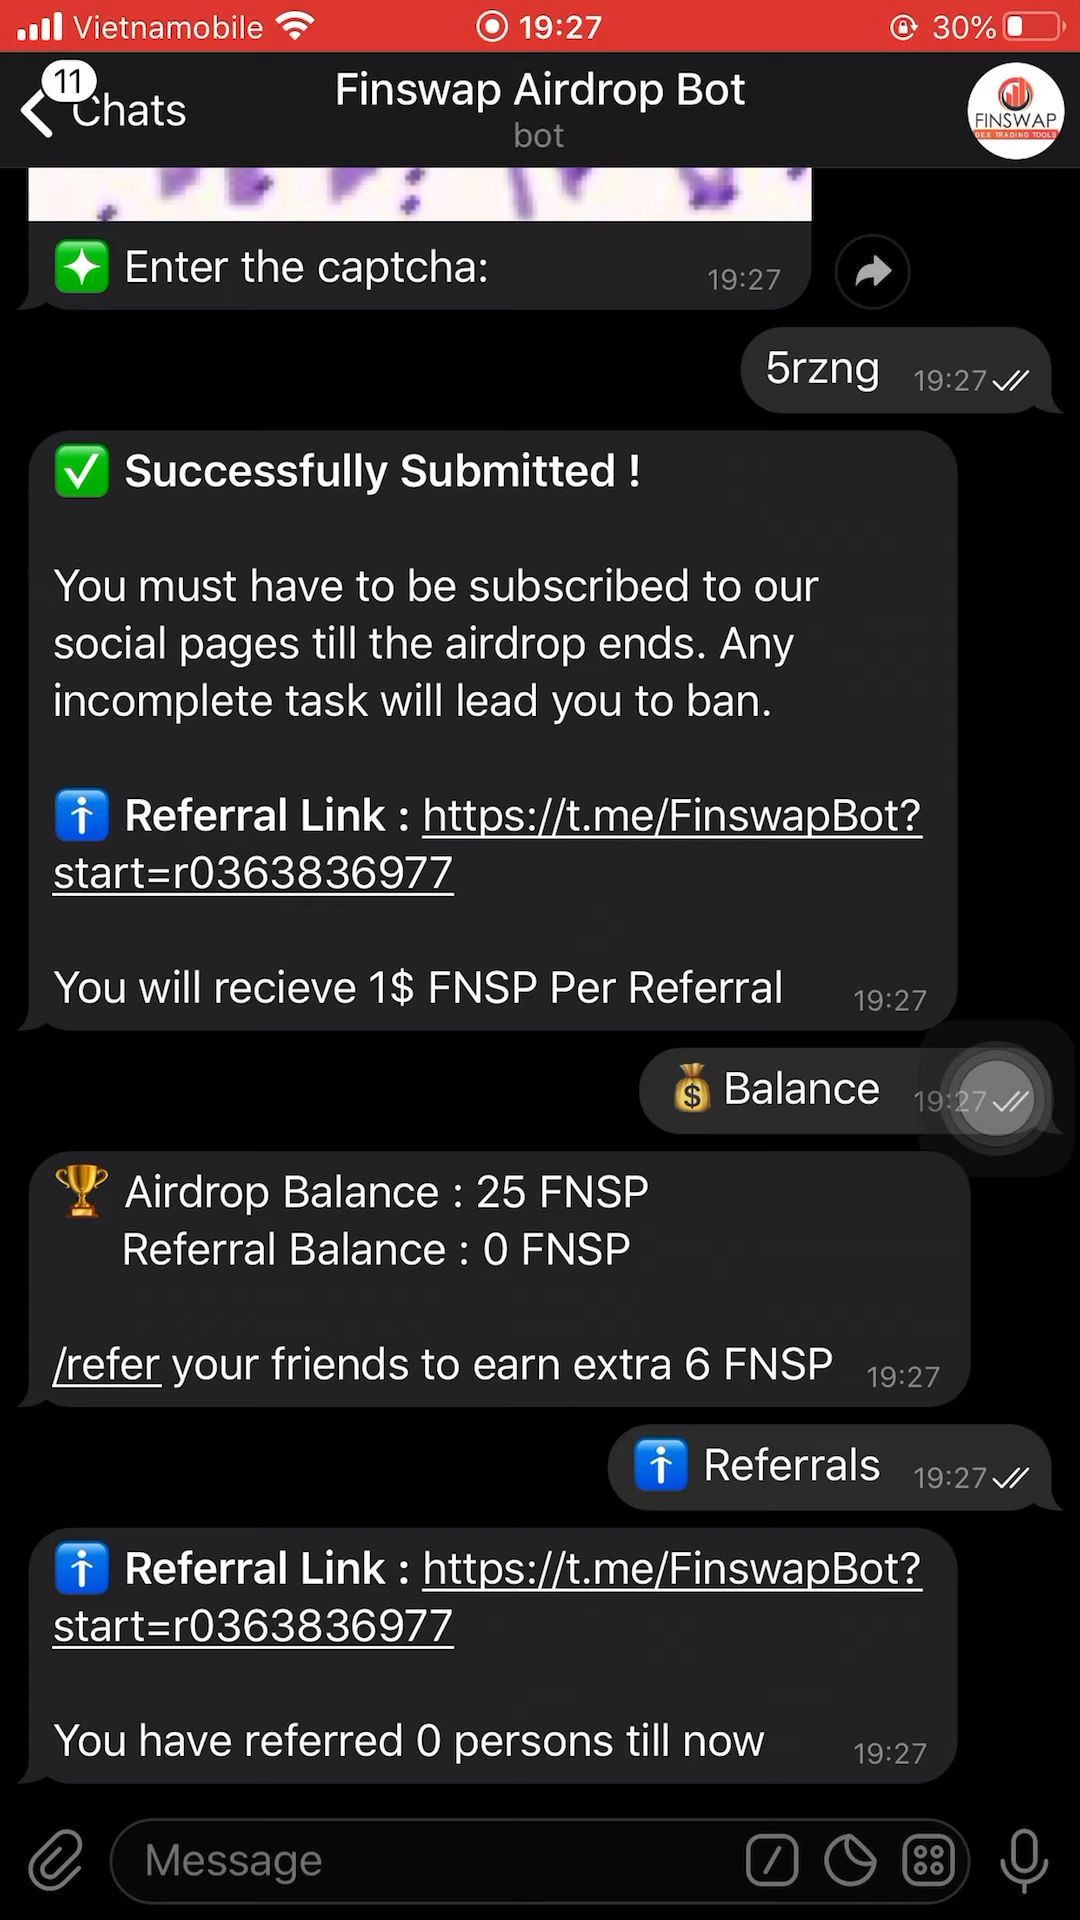 Vietnamobile 19:27 30%
11
Chats
Finswap Airdrop Bot
bot
FINSWAP
DEX TRADING TOOLS
Enter the captcha: 19:27
5rzng 19:27
Successfully Submitted !
You must have to be subscribed to our
social pages till the airdrop ends. Any
incomplete task will lead you to ban.
Referral Link : https://t.me/FinswapBot?
start=r0363836977
You will recieve 1$ FNSP Per Referral 19:27
Balance 19:27
Airdrop Balance : 25 FNSP
Referral Balance : 0 FNSP
/refer your friends to earn extra 6 FNSP 19:27
Referrals 19:27
Referral Link : https://t.me/FinswapBot?
start=r0363836977
You have referred 0 persons till now 19:27
Message